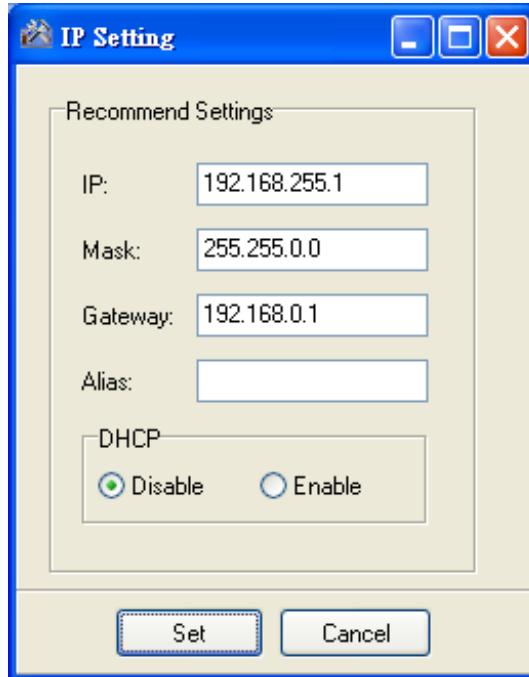 IP Setting
Recommend Settings
IP: 192.168.255.1
Mask: 255.255.0.0
Gateway: 192.168.0.1
Alias:
DHCP
Disable Enable
Set Cancel